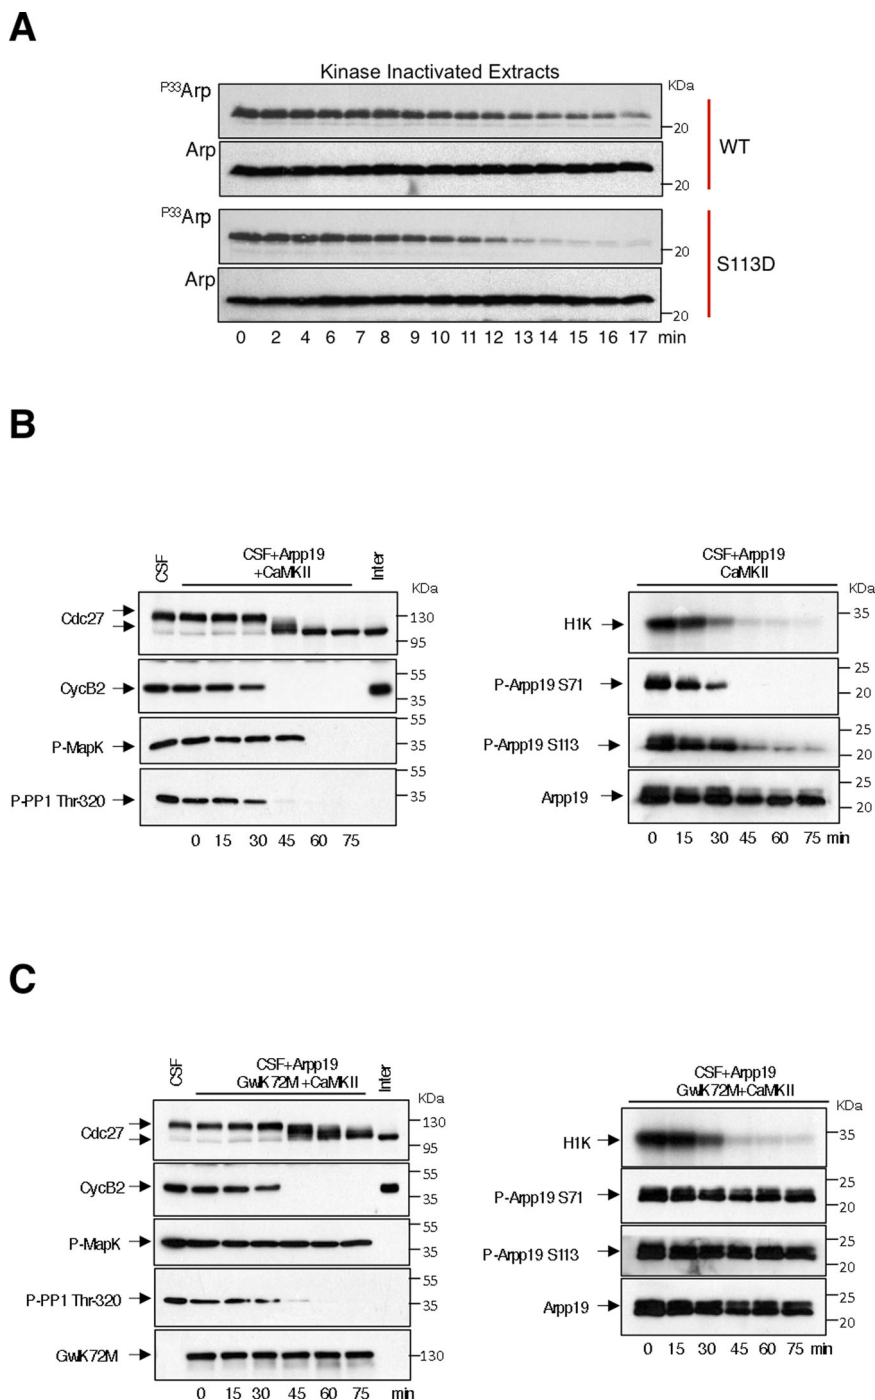 A
Kinase Inactivated Extracts
P33Arp KDa
20
Arp WT
20
P33Arp
20
Arp S113D
20
0 2 4 6 7 8 9 10 11 12 13 14 15 16 17 min
B
CSF CSF+Arpp19 +CaMKII Inter
KDa
Cdc27 130
95
CycB2 55
35
P-MapK 55
35
P-PP1 Thr-320 55
35
0 15 30 45 60 75
CSF+Arpp19
CaMKII
KDa
H1K 35
P-Arpp19 S71 25
20
P-Arpp19 S113 25
20
Arpp19 25
20
0 15 30 45 60 75 min
C
CSF CSF+Arpp19 GwlK72M+CaMKII Inter
KDa
Cdc27 130
95
CycB2 55
35
P-MapK 55
35
P-PP1 Thr-320 55
35
GwlK72M 130
0 15 30 45 60 75 min
CSF+Arpp19
GwlK72M+CaMKII
KDa
H1K 35
P-Arpp19 S71 25
20
P-Arpp19 S113 25
20
Arpp19 25
20
0 15 30 45 60 75 min